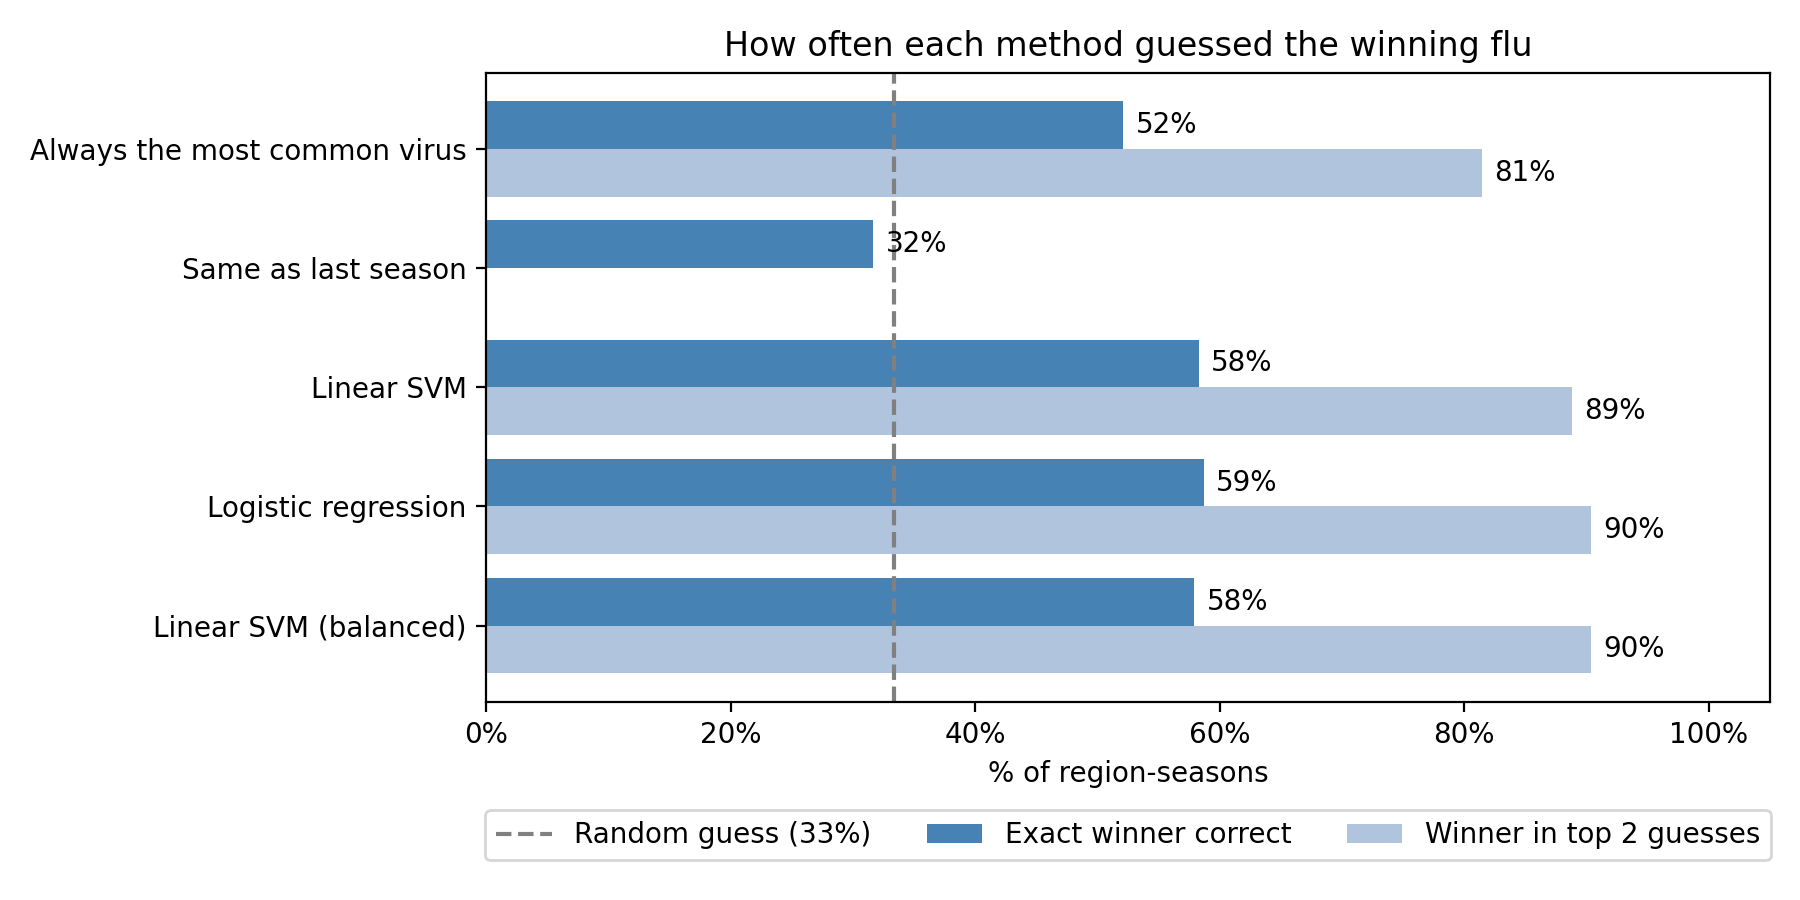 How often each method guessed the winning flu
Always the most common virus
52%
81%
Same as last season
32%
Linear SVM
58%
89%
Logistic regression
59%
90%
Linear SVM (balanced)
58%
90%
0% 20% 40% 60% 80% 100%
% of region-seasons
Random guess (33%) Exact winner correct Winner in top 2 guesses